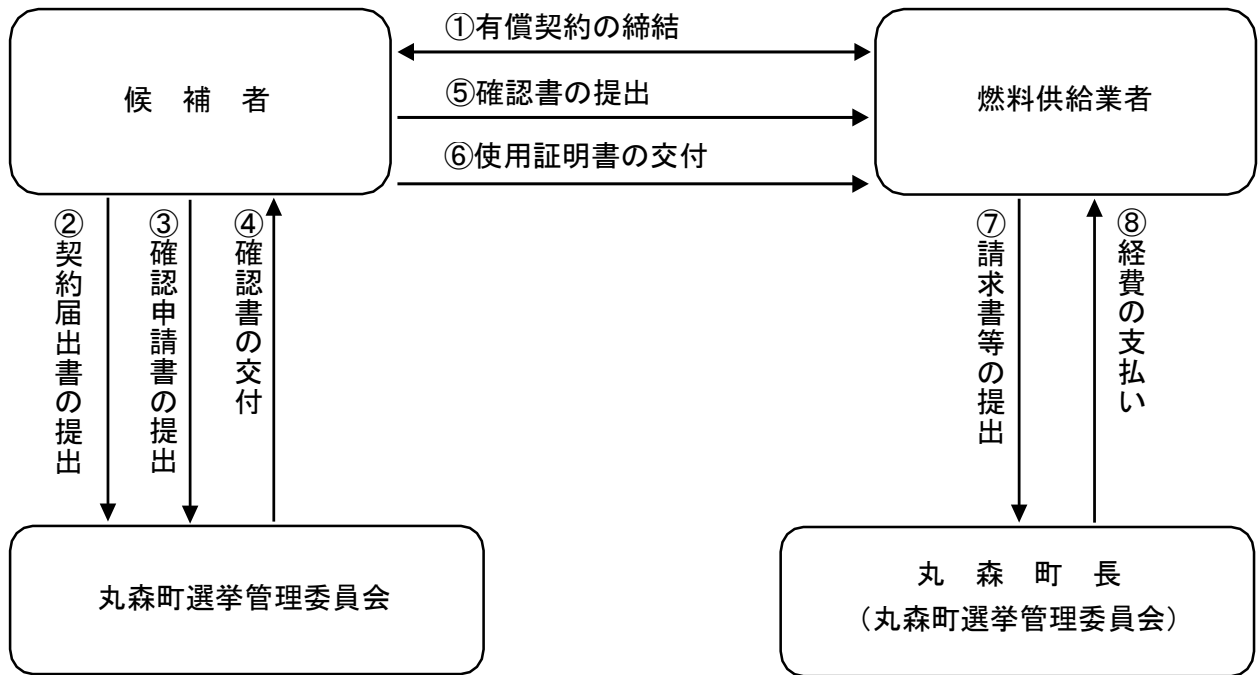 ①有償契約の締結
候　補　者
⑤確認書の提出
燃料供給業者
⑥使用証明書の交付
②契約届出書の提出
③確認申請書の提出
④確認書の交付
⑦請求書等の提出
⑧経費の支払い
丸森町選挙管理委員会
丸　森　町　長
（丸森町選挙管理委員会）